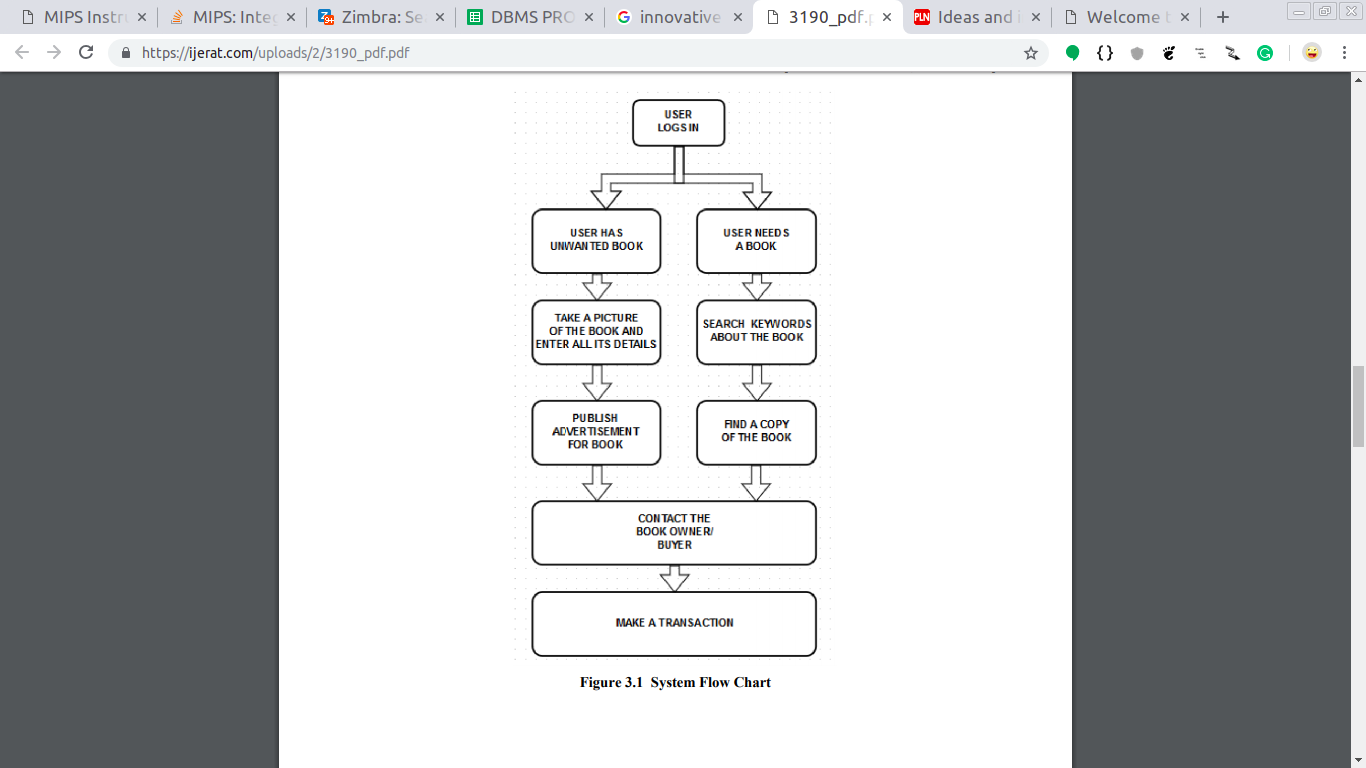 MIPS Instr
MIPS: Integ
Zimbra: Se
DBMS PRO
innovative
3190_pdf.p
PLN
Ideas and i
Welcome t
https://ijerat.com/uploads/2/3190_pdf.pdf
USER
LOGS IN
USER HAS
UNWANTED BOOK
USER NEEDS
A BOOK
TAKE A PICTURE
OF THE BOOK AND
ENTER ALL ITS DETAILS
SEARCH KEYWORDS
ABOUT THE BOOK
PUBLISH
ADVERTISEMENT
FOR BOOK
FIND A COPY
OF THE BOOK
CONTACT THE
BOOK OWNER/
BUYER
MAKE A TRANSACTION
Figure 3.1 System Flow Chart